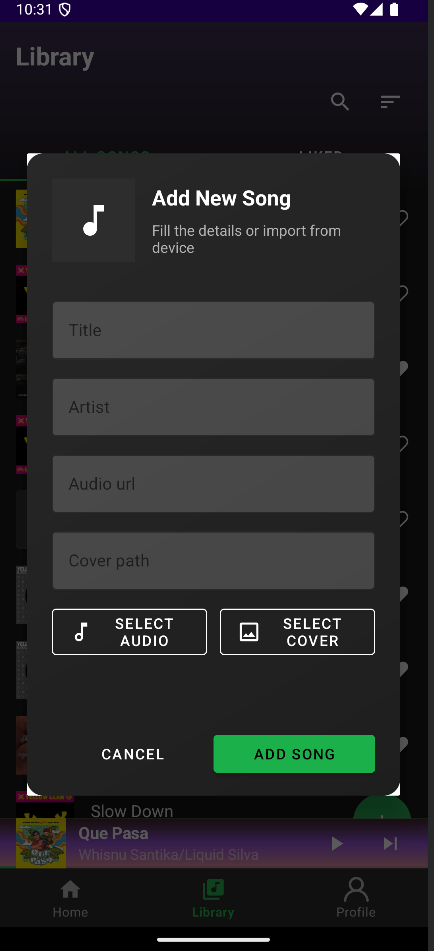 10:31
Library
Add New Song
Fill the details or import from
device
Title
Artist
Audio url
Cover path
SELECT
AUDIO
SELECT
COVER
CANCEL
ADD SONG
Slow Down
Que Pasa
Whisnu Santika/Liquid Silva
Home
Library
Profile